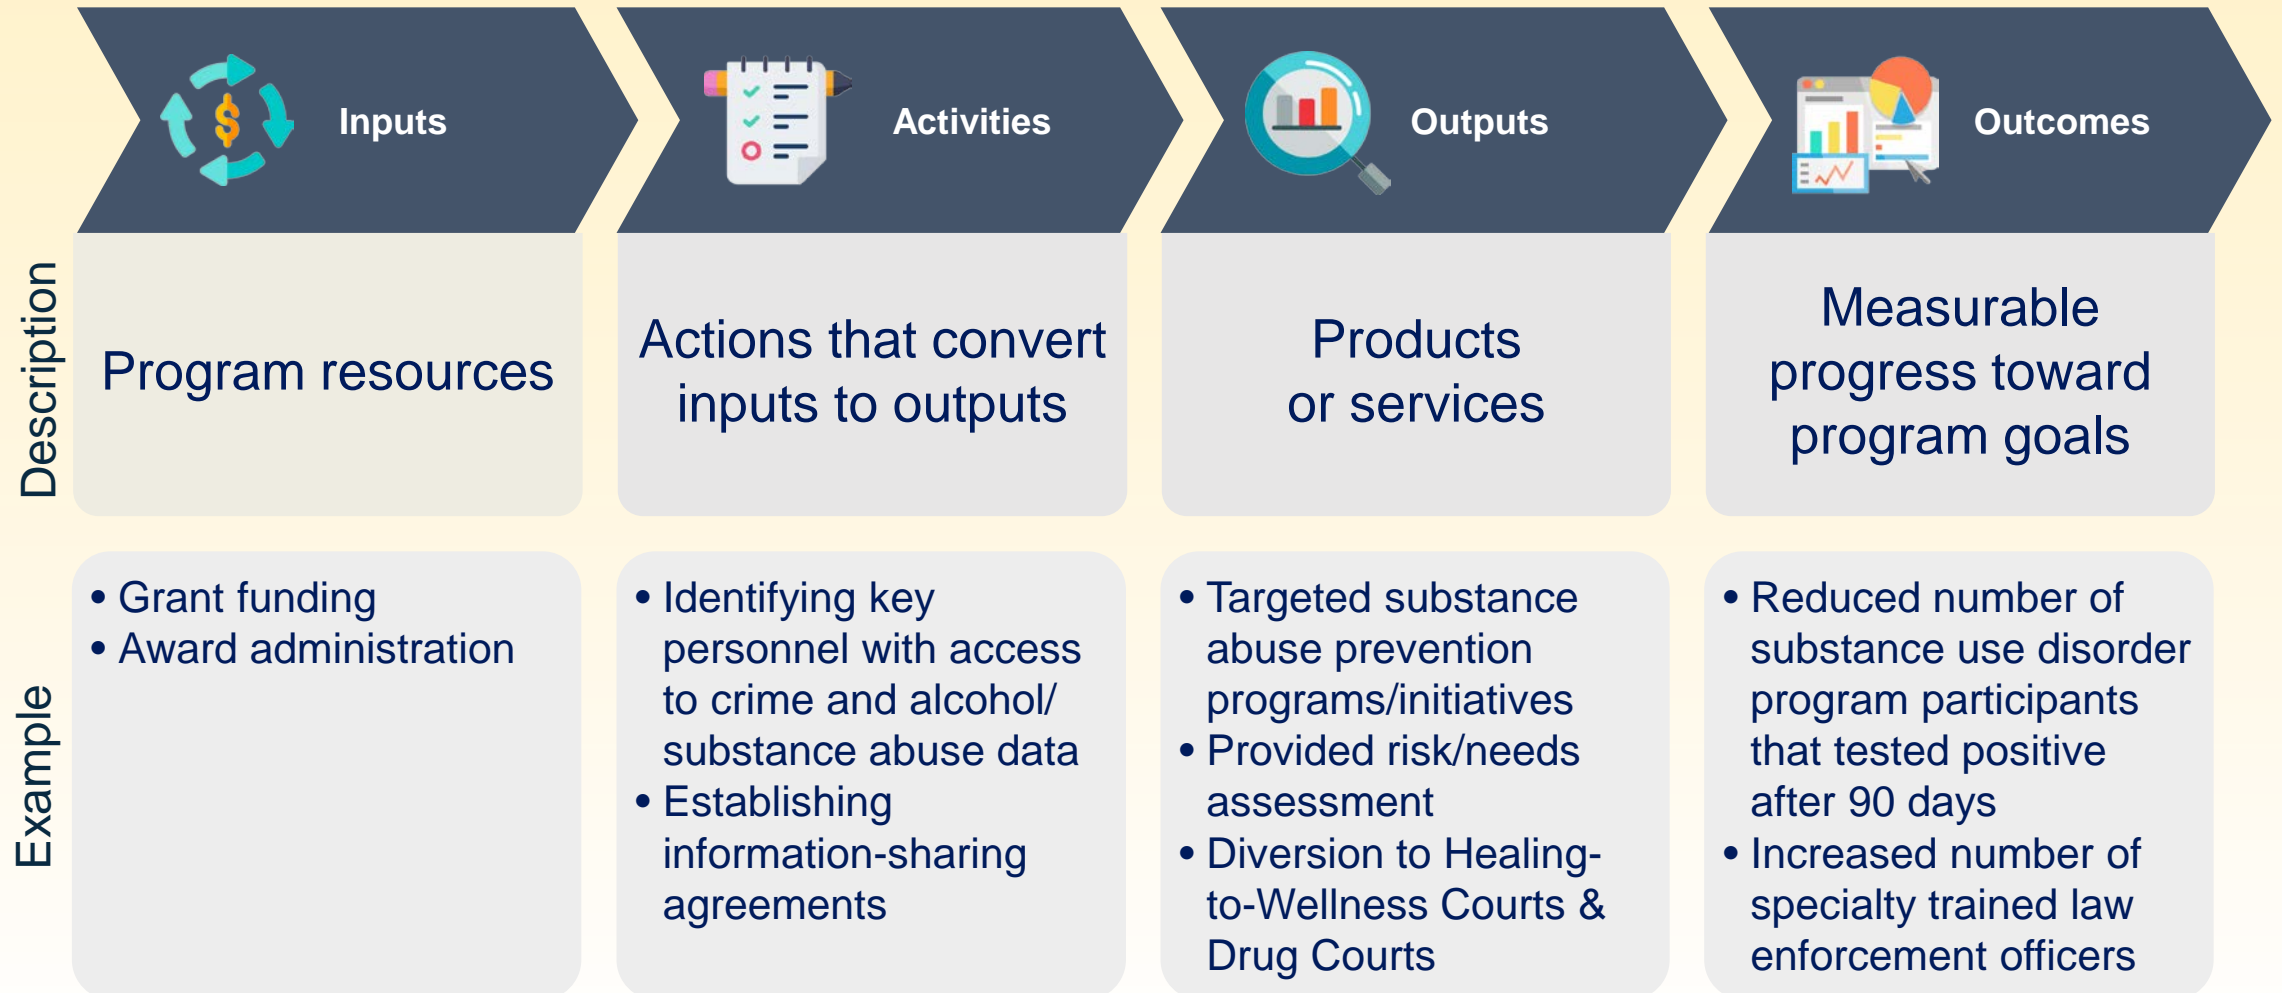 Inputs
Activities
Outputs
Outcomes
Description
Program resources
Actions that convert
inputs to outputs
Products
or services
Measurable
progress toward
program goals
Example
• Grant funding
• Award administration
• Identifying key
personnel with access
to crime and alcohol/
substance abuse data
• Establishing
information-sharing
agreements
• Targeted substance
abuse prevention
programs/initiatives
• Provided risk/needs
assessment
• Diversion to Healing-
to-Wellness Courts &
Drug Courts
• Reduced number of
substance use disorder
program participants
that tested positive
after 90 days
• Increased number of
specialty trained law
enforcement officers